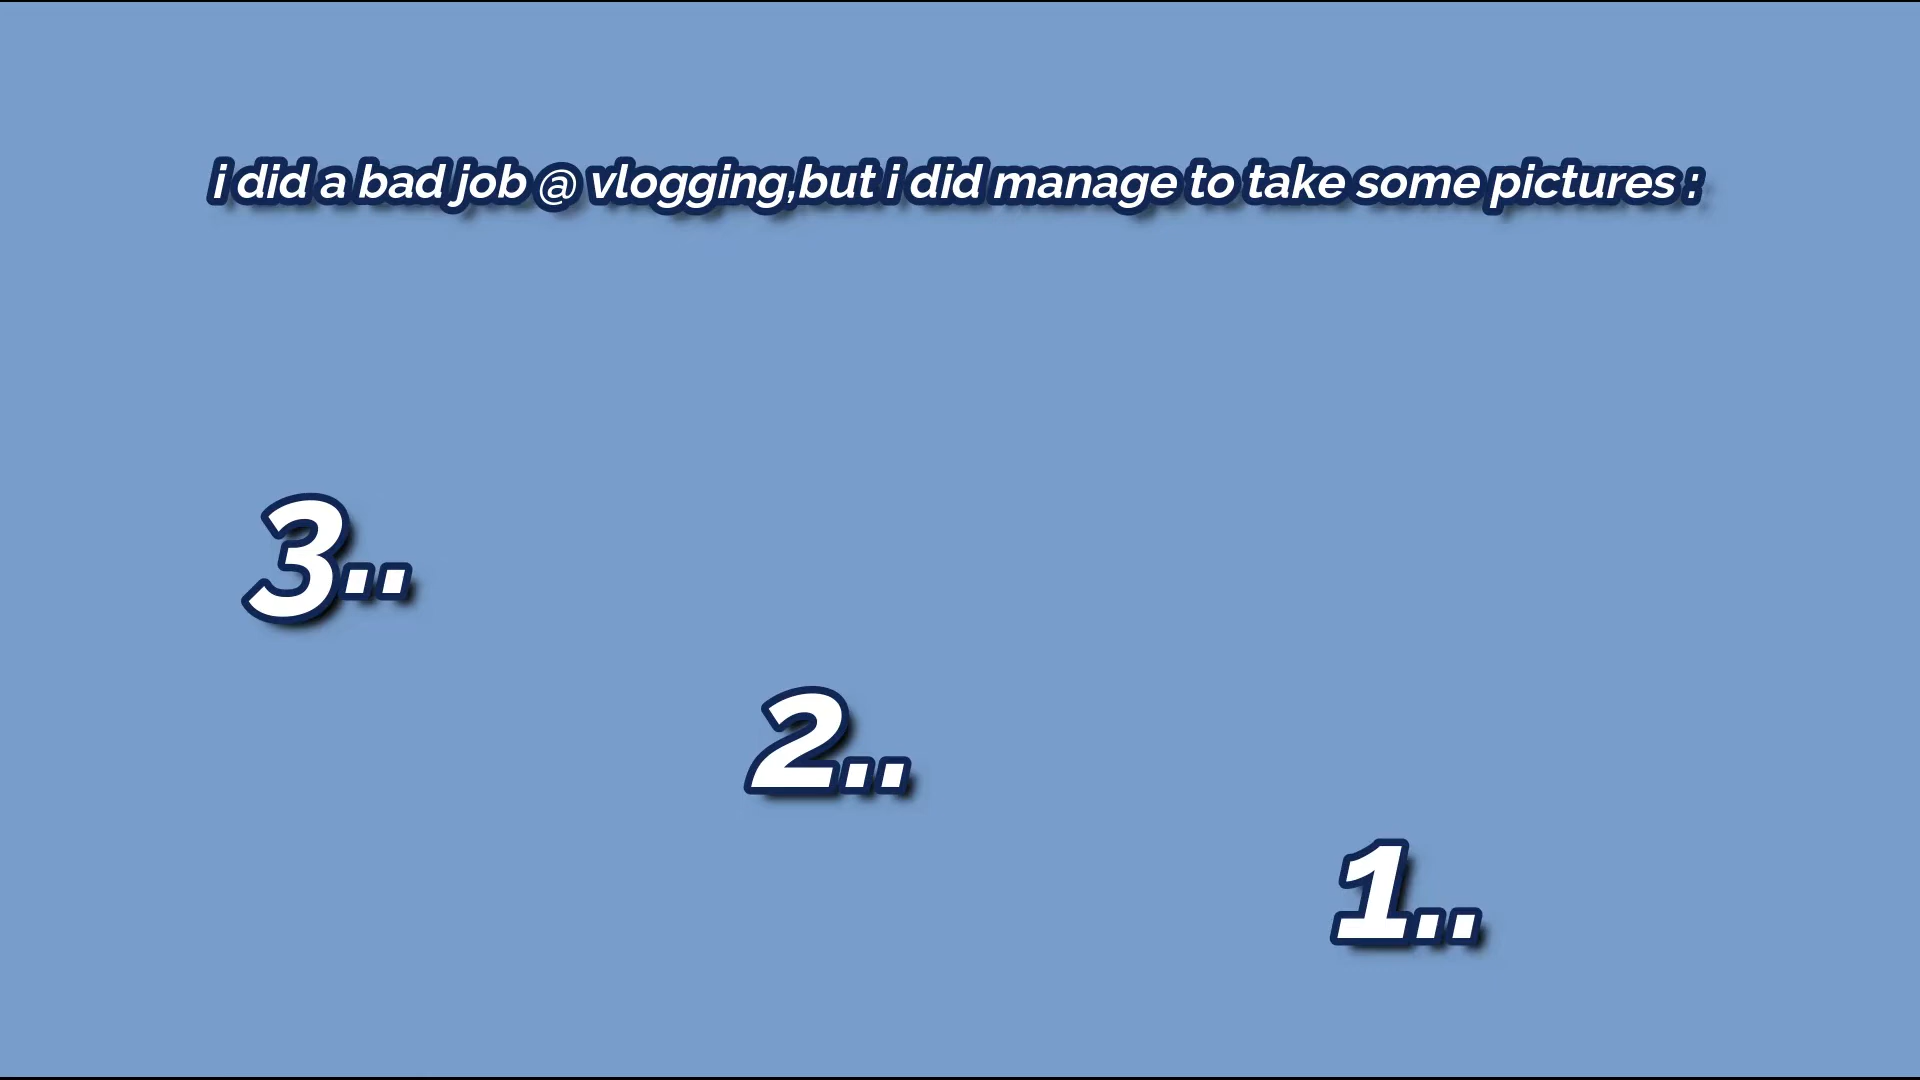 i did a bad job @ vlogging,but i did manage to take some pictures :
3..
2..
1..